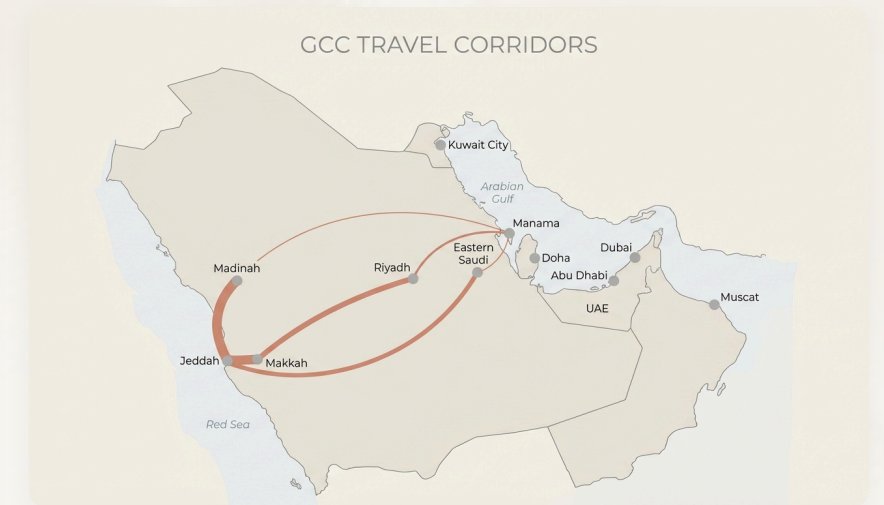 GCC TRAVEL CORRIDORS
Kuwait City
Arabian
Gulf
Manama
Eastern
Saudi
Doha
Dubai
Abu Dhabi
Riyadh
Madinah
Muscat
UAE
Jeddah
Makkah
Red Sea